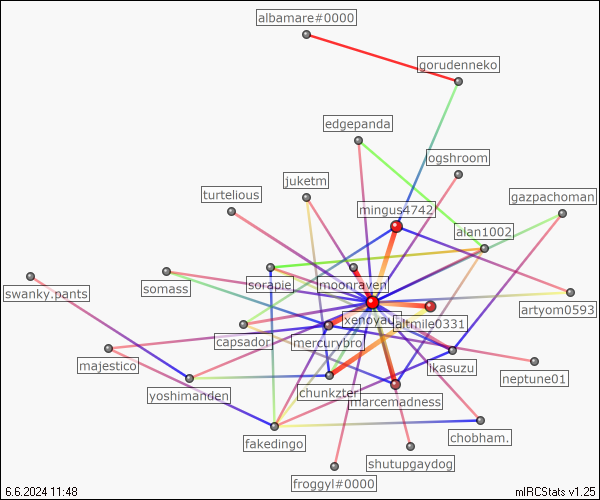 albamare#0000
gorudenneko
edgepanda
ogshroom
juketm
turtelious
gazpachoman
mingus4742
alan1002
somass
sorapie
moonraven
swanky.pants
artyom0593
xenoyau
altmile0331
capsador
mercurybro
majestico
ikasuzu
neptune01
yoshimanden
chunkzter
marcemadness
fakedingo
chobham.
shutupgaydog
froggyl#0000
6.6.2024 11:48
mIRCStats v1.25